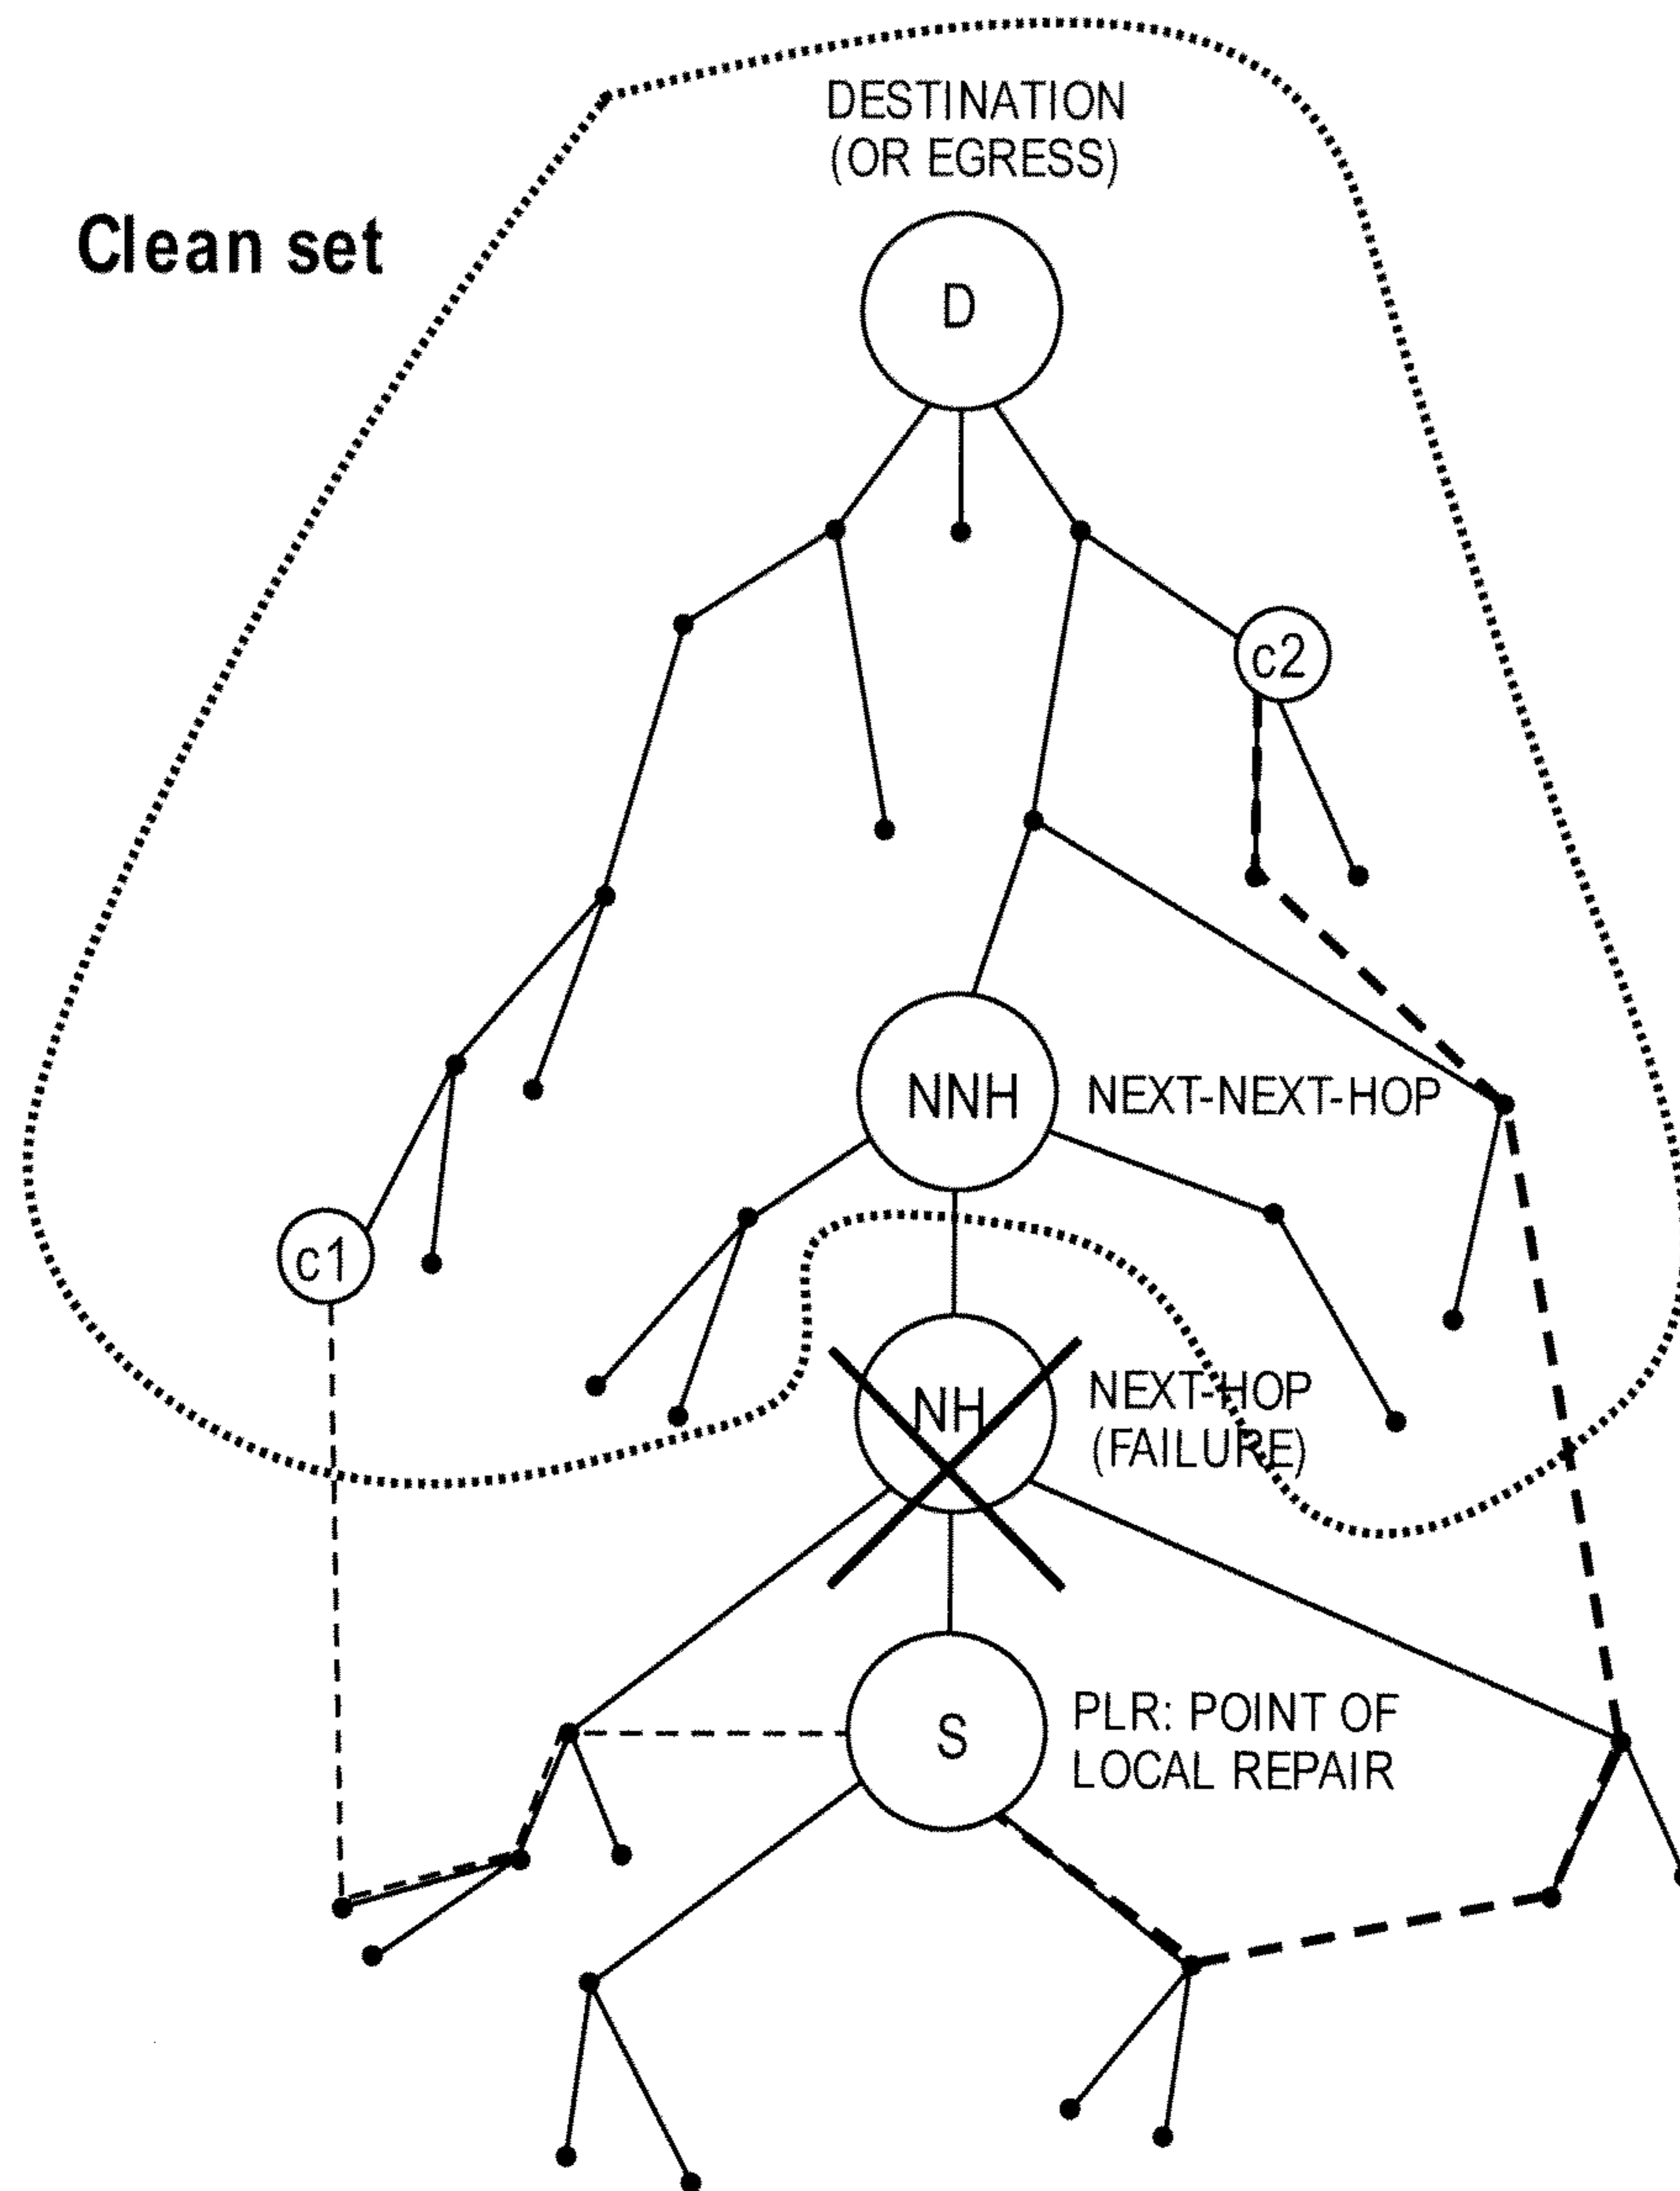 DESTINATION
(OR EGRESS)
Clean set
D
c2
NNH
NEXT-NEXT-HOP
c1
NH
NEXT-HOP
(FAILURE)
S
PLR: POINT OF
LOCAL REPAIR